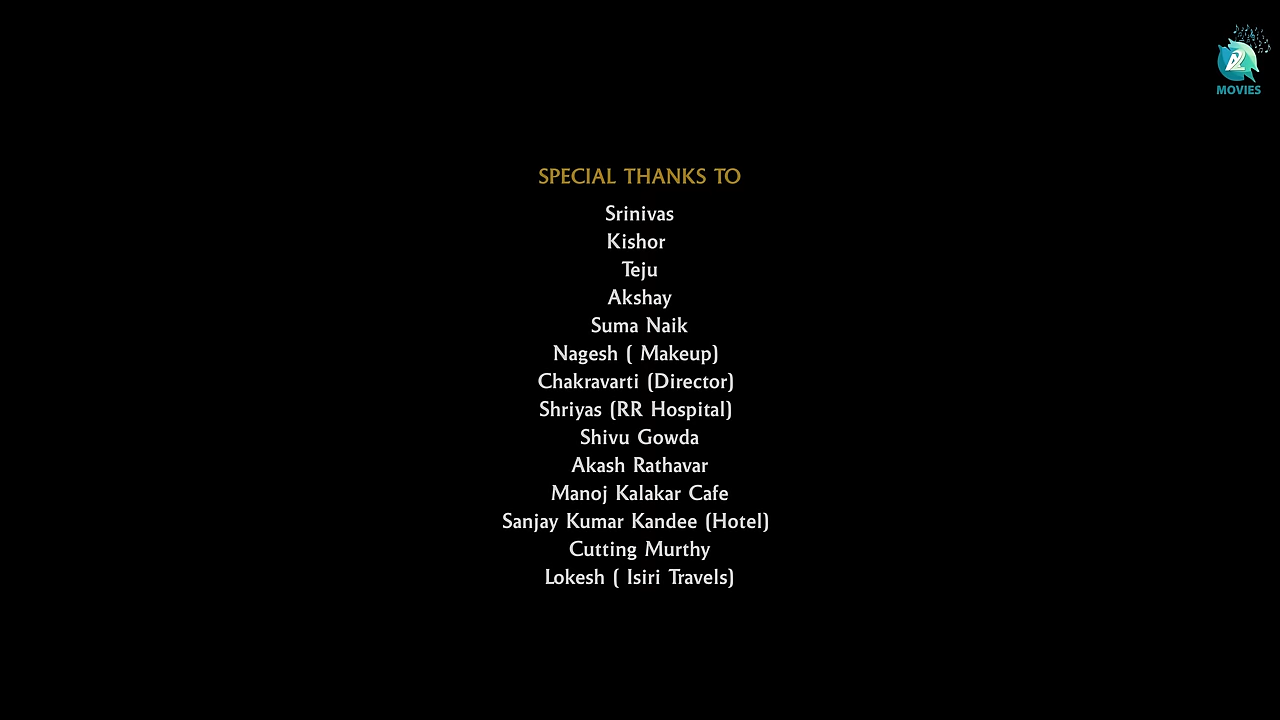 MOVIES
SPECIAL THANKS TO
Srinivas
Kishor
Teju
Akshay
Suma Naik
Nagesh ( Makeup)
Chakravarti (Director)
Shriyas (RR Hospital)
Shivu Gowda
Akash Rathavar
Manoj Kalakar Cafe
Sanjay Kumar Kandee (Hotel)
Cutting Murthy
Lokesh ( Isiri Travels)